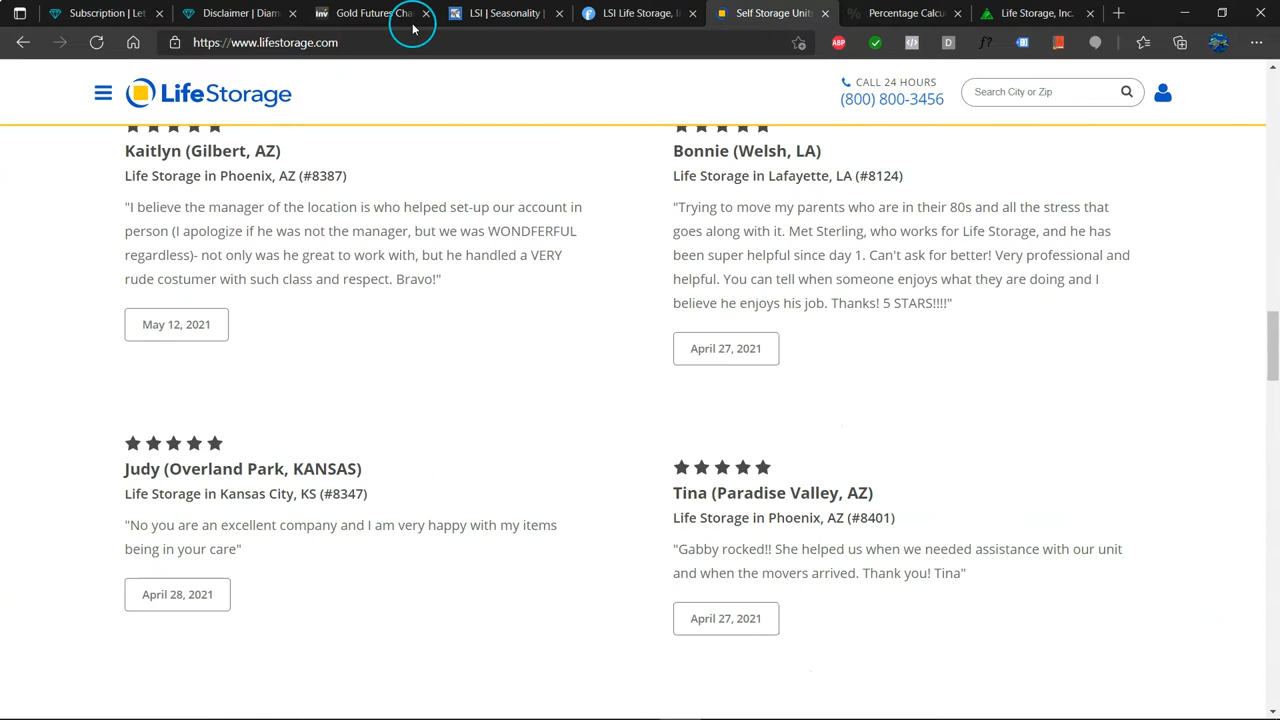 Subscription | Let
Disclaimer | Diam
Inv Gold Futures Cha
LSI | Seasonality |
LSI Life Storage, I
Self Storage Units
Percentage Calcu
Life Storage, Inc.
https://www.lifestorage.com
ABP
D
f?
LifeStorage
CALL 24 HOURS
(800) 800-3456
Search City or Zip
Kaitlyn (Gilbert, AZ)
Life Storage in Phoenix, AZ (#8387)
"I believe the manager of the location is who helped set-up our account in
person (I apologize if he was not the manager, but we was WONDFERFUL
regardless)- not only was he great to work with, but he handled a VERY
rude costumer with such class and respect. Bravo!"
May 12, 2021
Bonnie (Welsh, LA)
Life Storage in Lafayette, LA (#8124)
"Trying to move my parents who are in their 80s and all the stress that
goes along with it. Met Sterling, who works for Life Storage, and he has
been super helpful since day 1. Can't ask for better! Very professional and
helpful. You can tell when someone enjoys what they are doing and I
believe he enjoys his job. Thanks! 5 STARS!!!!"
April 27, 2021
Judy (Overland Park, KANSAS)
Life Storage in Kansas City, KS (#8347)
"No you are an excellent company and I am very happy with my items
being in your care"
April 28, 2021
Tina (Paradise Valley, AZ)
Life Storage in Phoenix, AZ (#8401)
"Gabby rocked!! She helped us when we needed assistance with our unit
and when the movers arrived. Thank you! Tina"
April 27, 2021